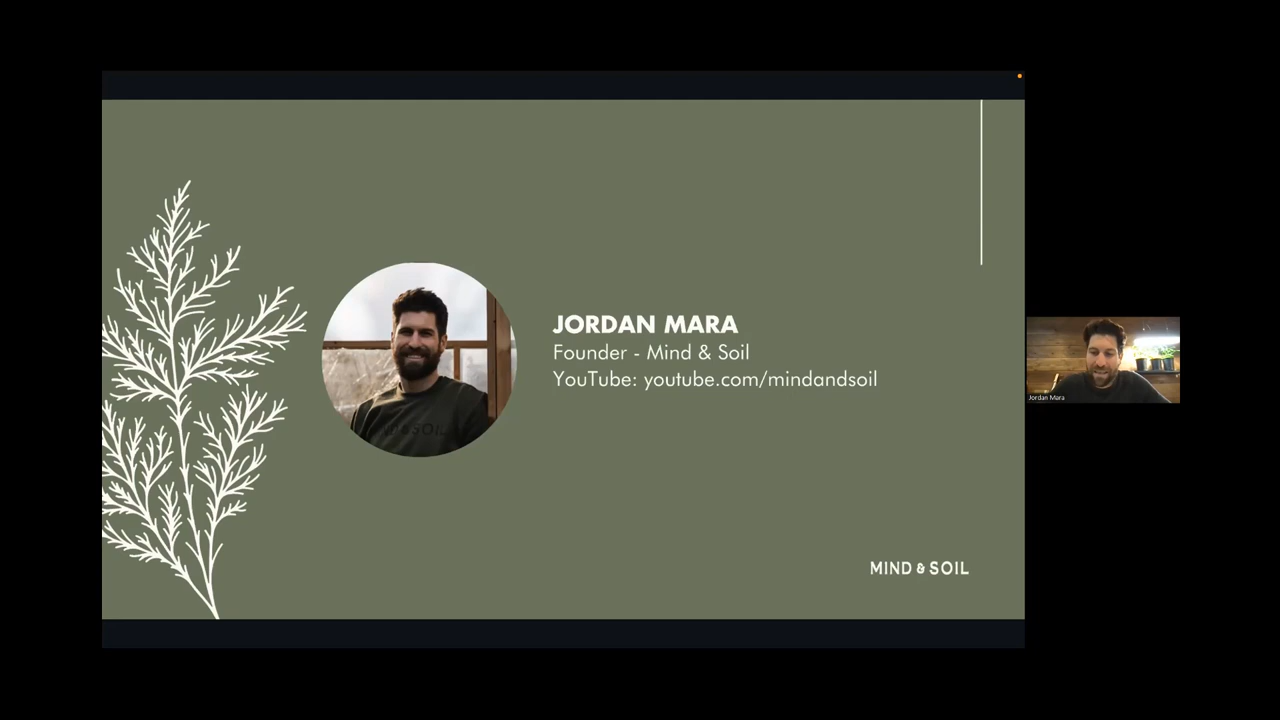 JORDAN MARA
Founder - Mind & Soil
YouTube: youtube.com/mindandsoil
MIND & SOIL
Jordan Mara